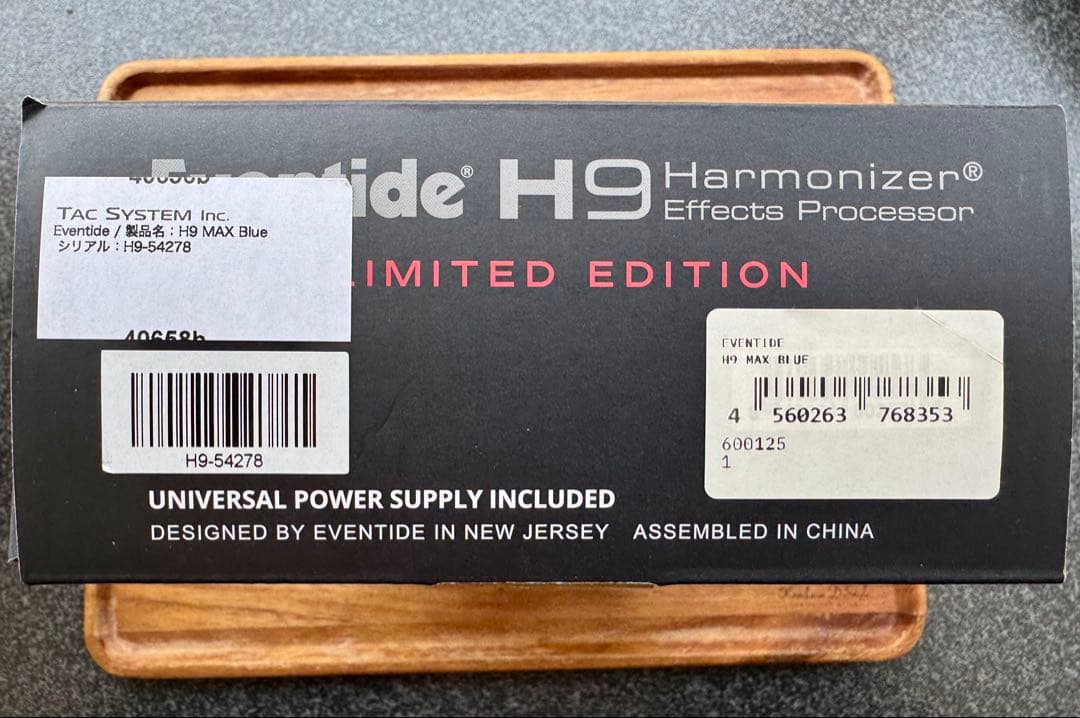 Eventide® H9 Harmonizer®
Effects Processor
LIMITED EDITION
40658b
TAC SYSTEM Inc.
Eventide / 製品名：H9 MAX Blue
シリアル：H9-54278
40658b
H9-54278
EVENTIDE
H9 MAX BLUE
4 560263 768353
600125
1
UNIVERSAL POWER SUPPLY INCLUDED
DESIGNED BY EVENTIDE IN NEW JERSEY ASSEMBLED IN CHINA